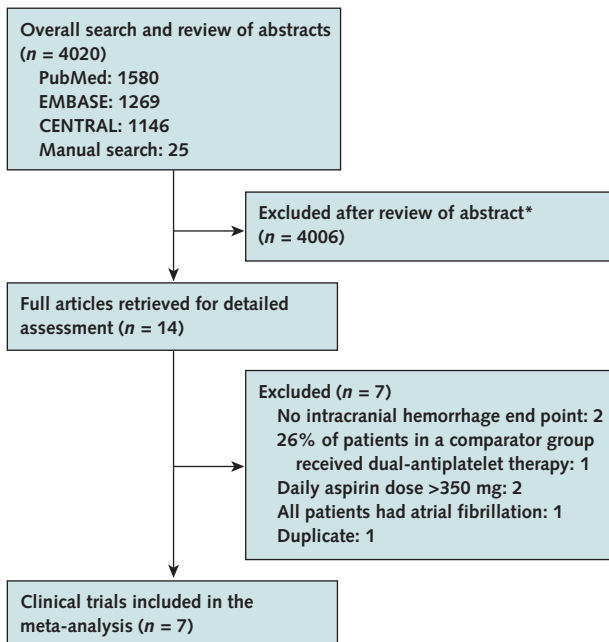 Overall search and review of abstracts
(n = 4020)
PubMed: 1580
EMBASE: 1269
CENTRAL: 1146
Manual search: 25
Excluded after review of abstract*
(n = 4006)
Full articles retrieved for detailed
assessment (n = 14)
Excluded (n = 7)
No intracranial hemorrhage end point: 2
26% of patients in a comparator group
received dual-antiplatelet therapy: 1
Daily aspirin dose >350 mg: 2
All patients had atrial fibrillation: 1
Duplicate: 1
Clinical trials included in the
meta-analysis (n = 7)